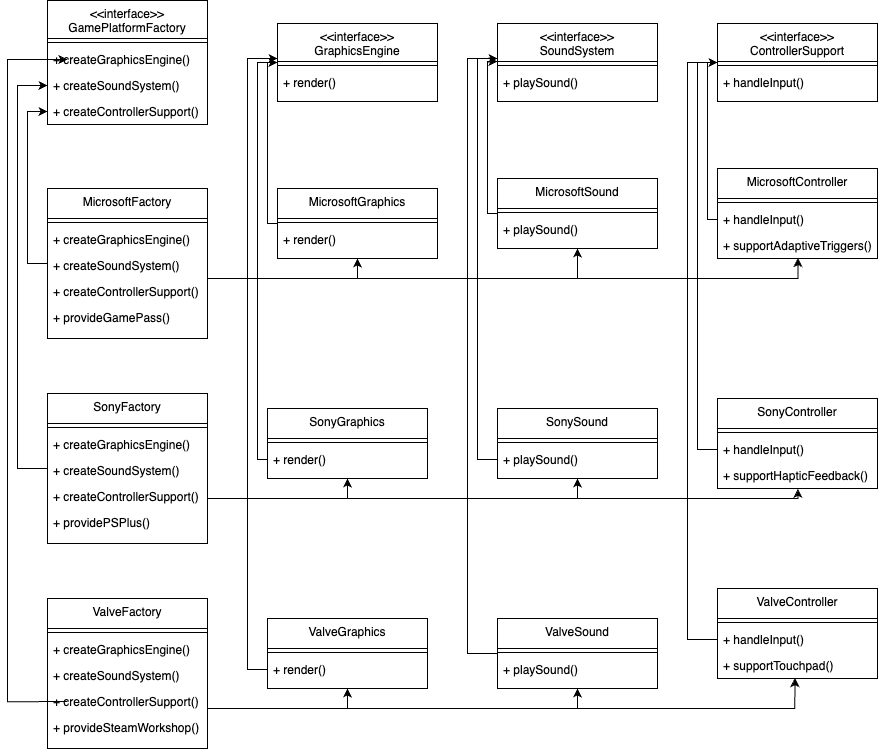 <<interface>>
GamePlatformFactory
+ createGraphicsEngine()
+ createSoundSystem()
+ createControllerSupport()
<<interface>>
GraphicsEngine
+ render()
<<interface>>
SoundSystem
+ playSound()
<<interface>>
ControllerSupport
+ handleInput()
MicrosoftFactory
+ createGraphicsEngine()
+ createSoundSystem()
+ createControllerSupport()
+ provideGamePass()
MicrosoftGraphics
+ render()
MicrosoftSound
+ playSound()
MicrosoftController
+ handleInput()
+ supportAdaptiveTriggers()
SonyFactory
+ createGraphicsEngine()
+ createSoundSystem()
+ createControllerSupport()
+ providePSPlus()
SonyGraphics
+ render()
SonySound
+ playSound()
SonyController
+ handleInput()
+ supportHapticFeedback()
ValveFactory
+ createGraphicsEngine()
+ createSoundSystem()
+ createControllerSupport()
+ provideSteamWorkshop()
ValveGraphics
+ render()
ValveSound
+ playSound()
ValveController
+ handleInput()
+ supportTouchpad()